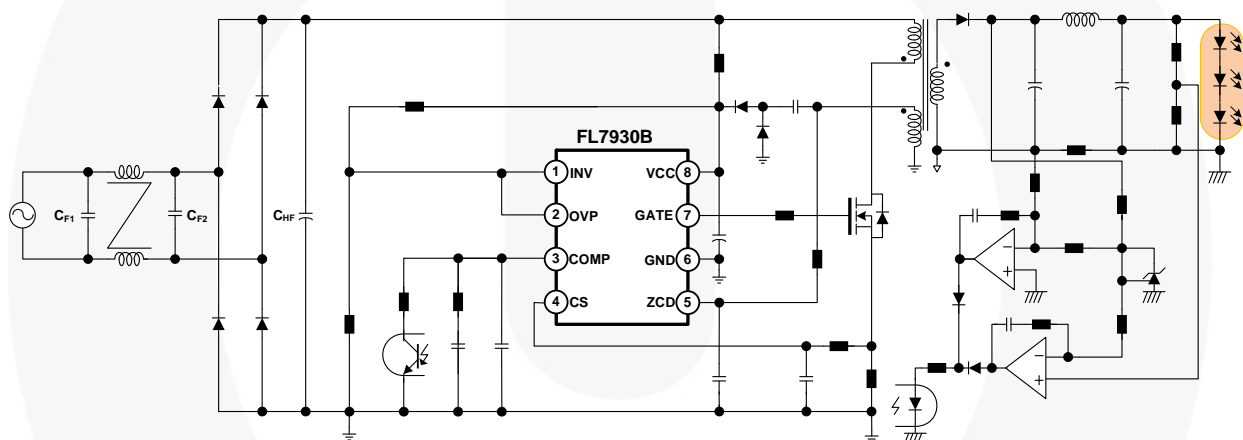 FL7930B
1 INV
VCC 8
2 OVP
GATE 7
3 COMP
GND 6
4 CS
ZCD 5
CF1
CF2
CHF